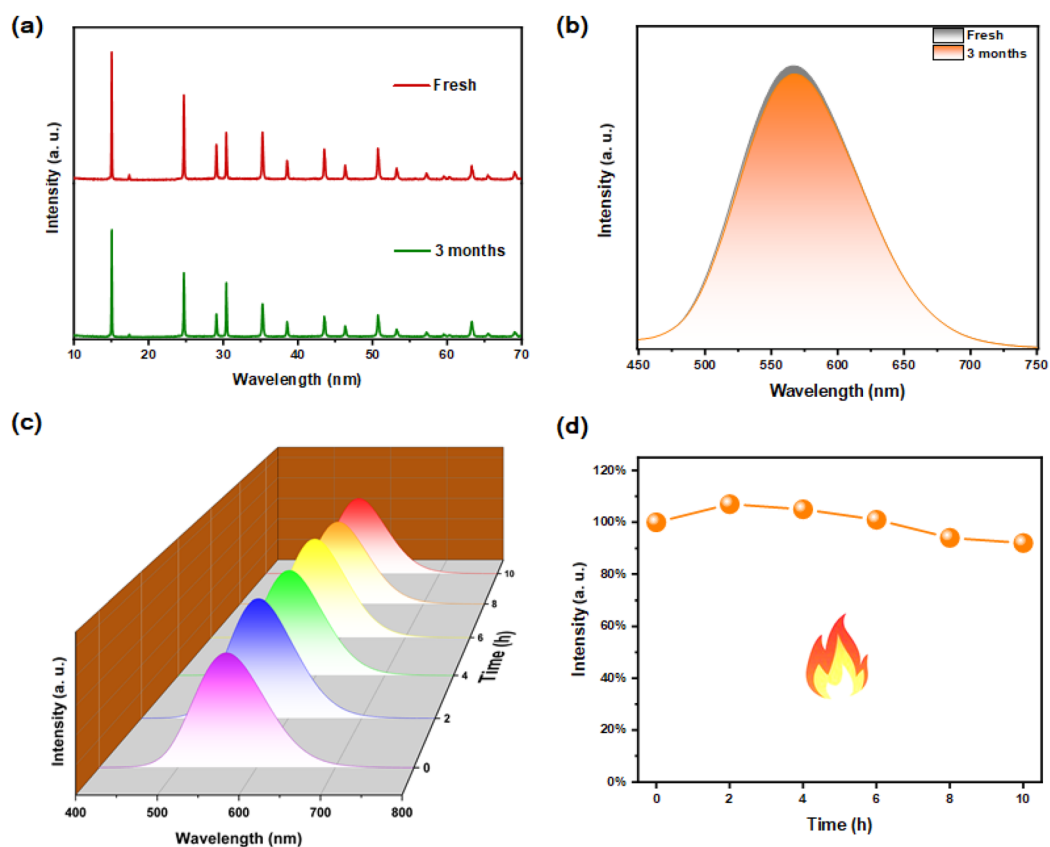 (a)
Intensity (a. u.)
Fresh
3 months
10 20 30 40 50 60 70
Wavelength (nm)
(b)
Intensity (a. u.)
Fresh
3 months
450 500 550 600 650 700 750
Wavelength (nm)
(c)
Intensity (a. u.)
10
8
6
4
2
0
Time (h)
400 500 600 700 800
Wavelength (nm)
(d)
Intensity (a. u.)
120%
100%
80%
60%
40%
20%
0%
0 2 4 6 8 10
Time (h)